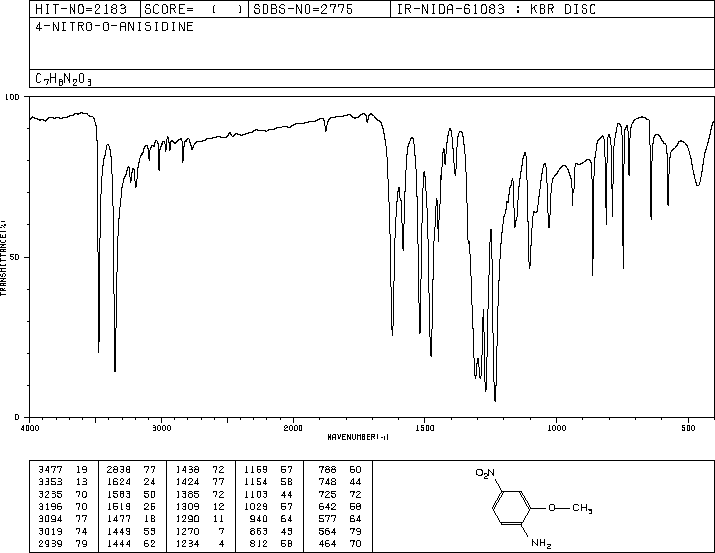 HIT-NO=2183 SCORE= ( ) SDBS-NO=2775 IR-NIDA-61083 : KBR DISC
4-NITRO-O-ANISIDINE
C7H8N2O3
100
50
0
TRANSMITTANCE(%)
4000 3000 2000 1500 1000 500
WAVENUMBER(-1)
3477 19 2838 77 1438 72 1159 57 788 60
3353 13 1624 24 1424 77 1154 58 748 44
3235 70 1583 50 1385 72 1103 44 725 72
3196 70 1519 26 1309 12 1029 57 642 58
3094 77 1477 18 1290 11 940 64 577 64
3019 74 1449 59 1270 7 863 43 564 79
2939 79 1444 62 1234 4 812 58 464 70
O2N
O
CH3
NH2